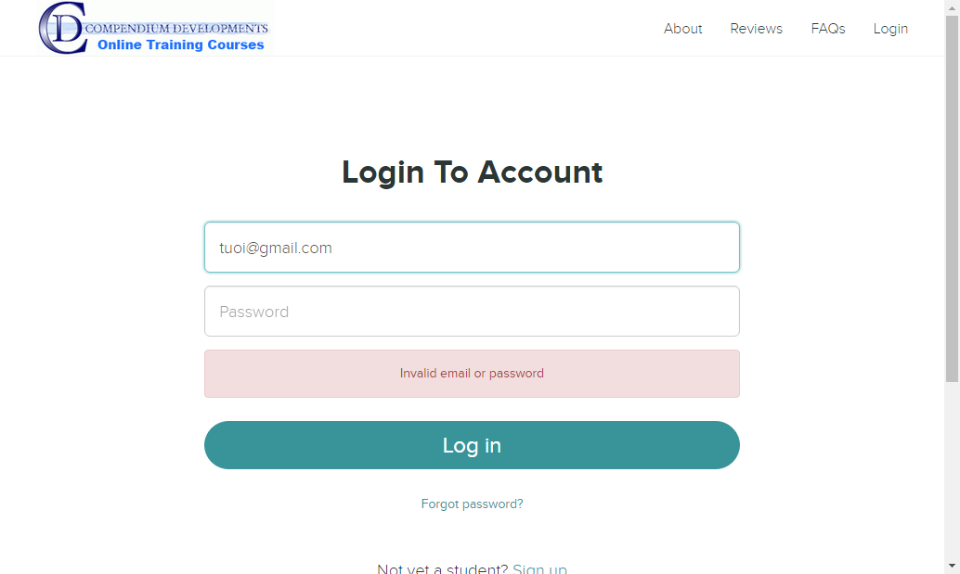 COMPENDIUM DEVELOPMENTS
Online Training Courses
About Reviews FAQs Login
Login To Account
tuoi@gmail.com
Password
Invalid email or password
Log in
Forgot password?
Not yet a student? Sign up